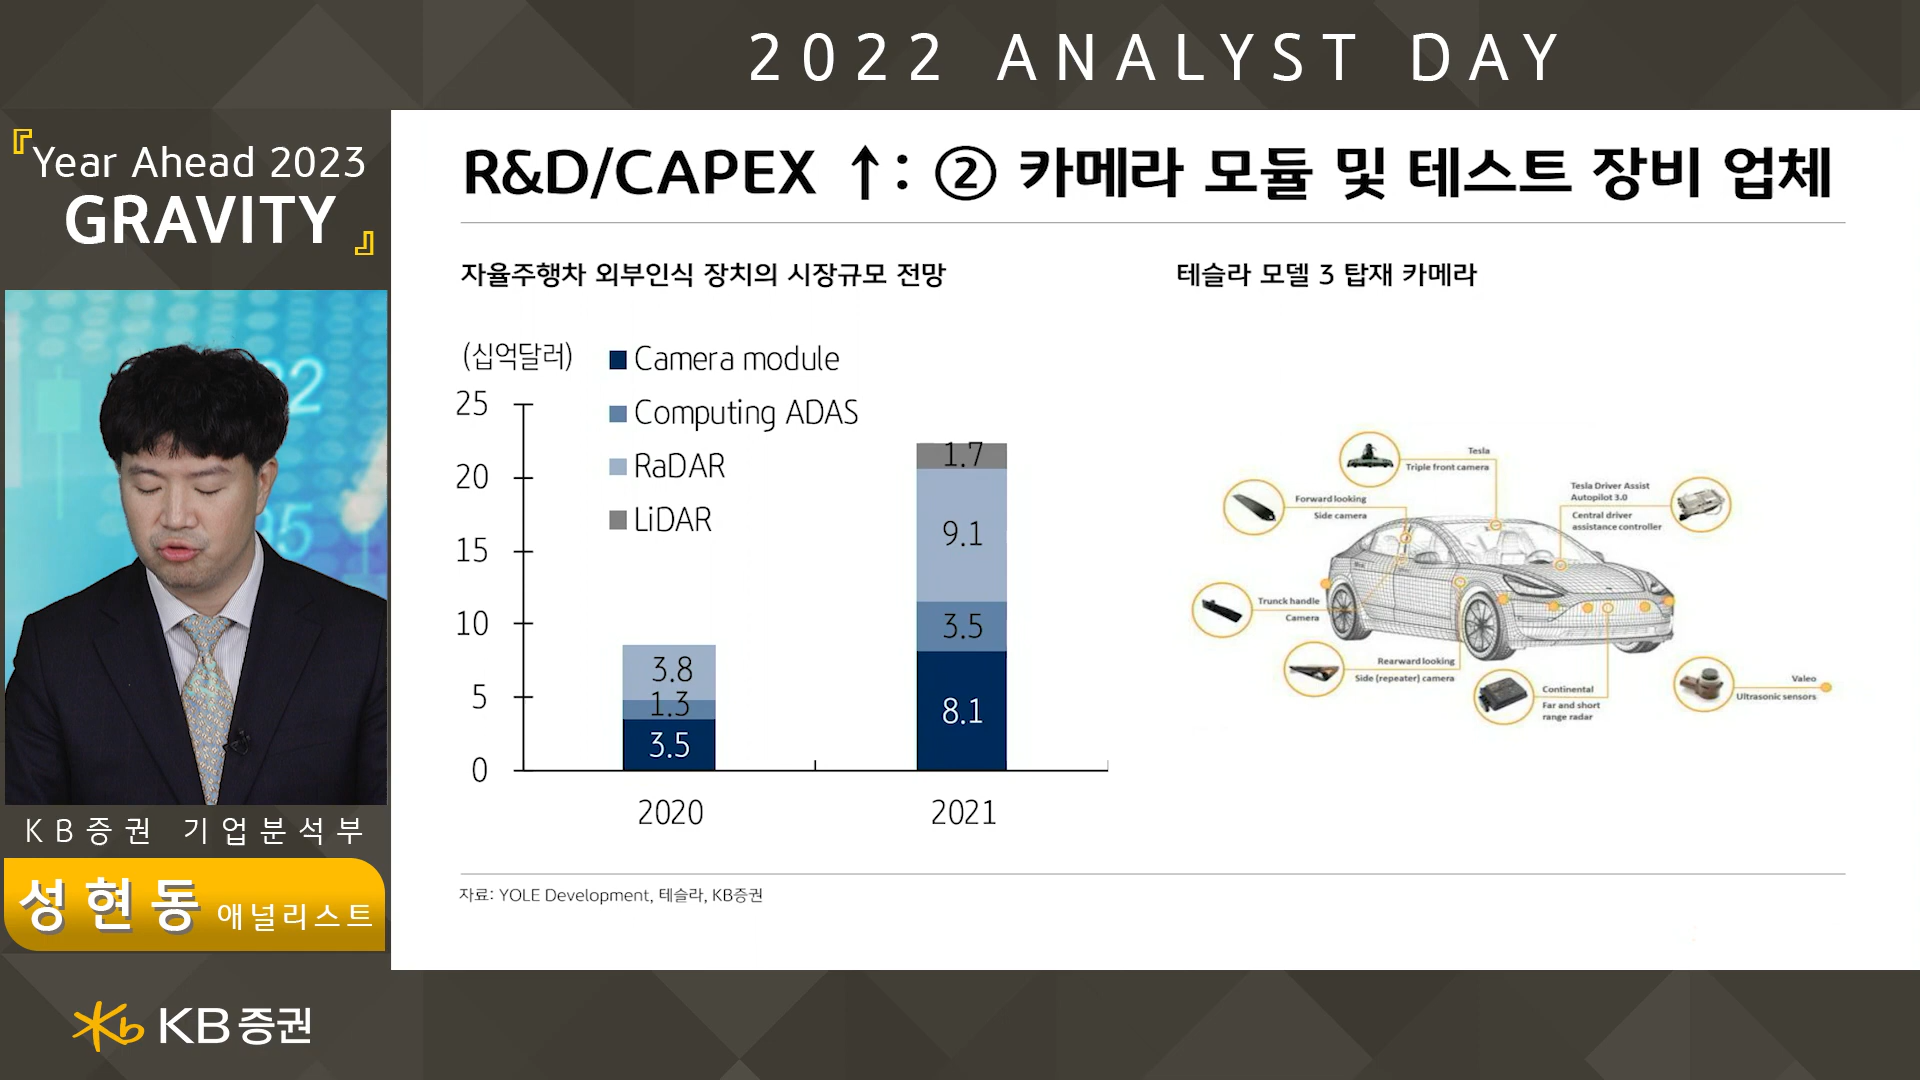 2022 ANALYST DAY
『Year Ahead 2023
GRAVITY』
R&D/CAPEX ↑: ② 카메라 모듈 및 테스트 장비 업체
자율주행차 외부인식 장치의 시장규모 전망
(십억달러)
Camera module
Computing ADAS
RaDAR
LiDAR
25
20
15
10
5
0
3.8
1.3
3.5
1.7
9.1
3.5
8.1
2020
2021
테슬라 모델 3 탑재 카메라
Tesla
Triple front camera
Forward looking
Side camera
Tesla Driver Assist
Autopilot 3.0
Central driver
assistance controller
Trunck handle
Camera
Rearward looking
Side (repeater) camera
Continental
Far and short
range radar
Valeo
Ultrasonic sensors
자료: YOLE Development, 테슬라, KB증권
KB증권 기업분석부
성현동 애널리스트
KB증권